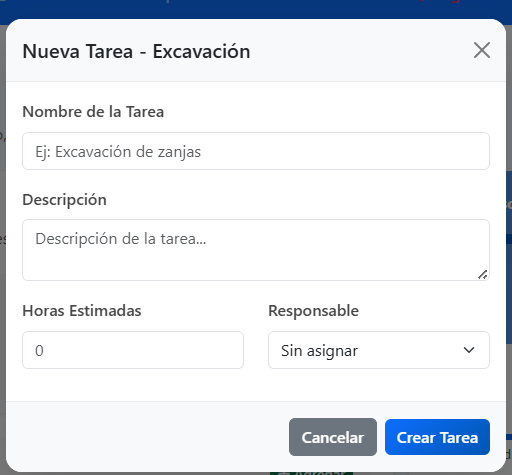 Nueva Tarea - Excavación
Nombre de la Tarea
Ej: Excavación de zanjas
Descripción
Descripción de la tarea...
Horas Estimadas
Responsable
0
Sin asignar
Cancelar
Crear Tarea